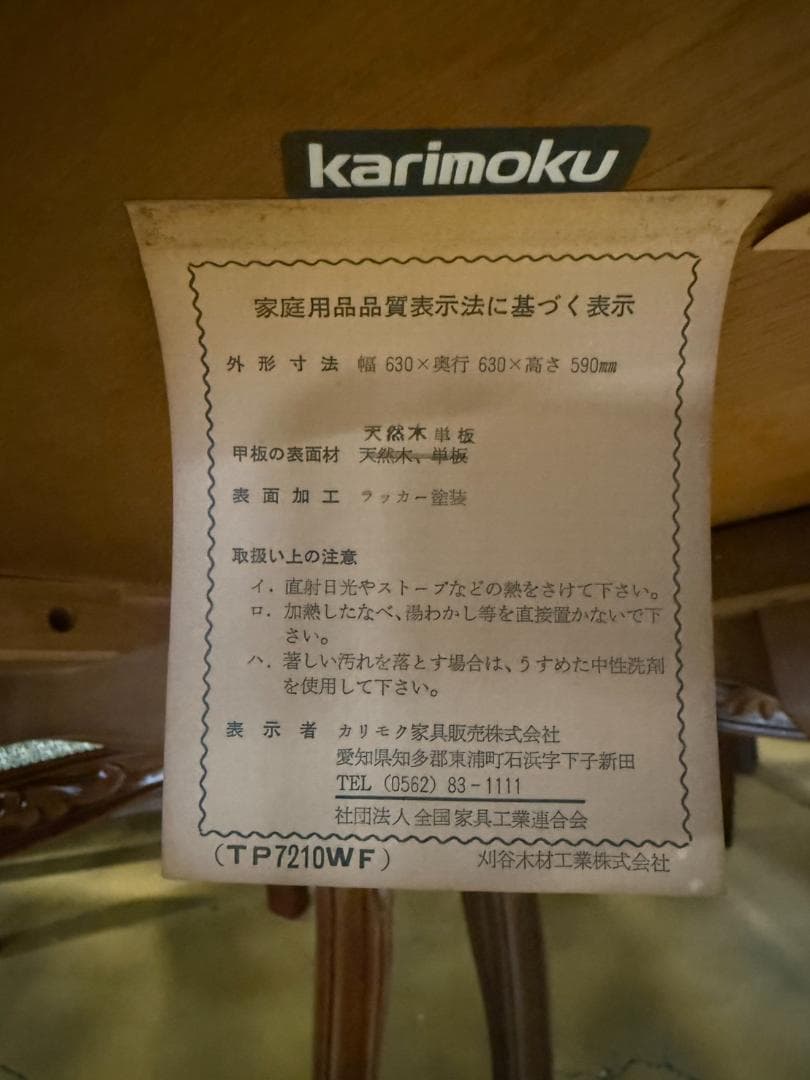 karimoku
家庭用品品質表示法に基づく表示
外形寸法 幅 630×奥行 630×高さ 590mm
天然木単板
甲板の表面材 天然木、単板
表面加工 ラッカー塗装
取扱い上の注意
イ. 直射日光やストーブなどの熱をさけて下さい。
ロ. 加熱したなべ、湯わかし等を直接置かないで下
さい。
ハ. 著しい汚れを落とす場合は、うすめた中性洗剤
を使用して下さい。
表示者 カリモク家具販売株式会社
愛知県知多郡東浦町石浜字下子新田
TEL (0562) 83-1111
社団法人全国家具工業連合会
(TP7210WF) 刈谷木材工業株式会社